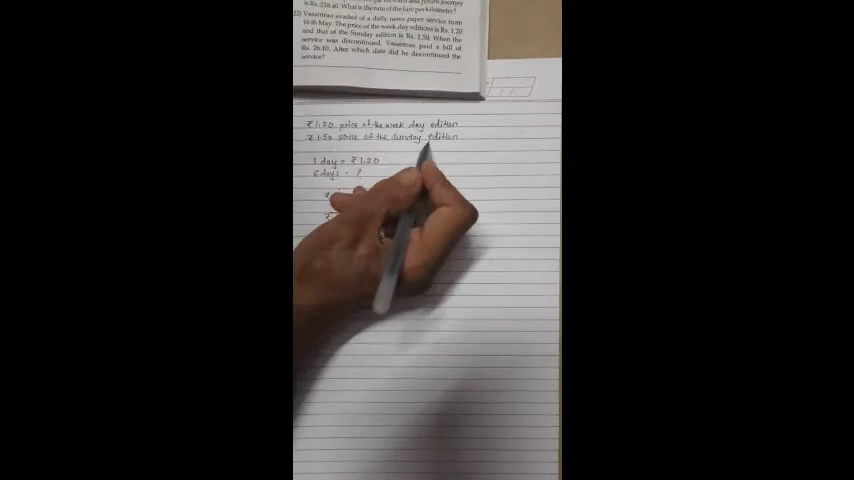 is Rs. 218.40. What is the rate of the fare per kilometer?
22) Vasantrao availed of a daily news paper service from
16 th May. The price of the week day editions is Rs. 1.20
and that of the Sunday edition is Rs. 1.50. When the
service was discontinued. Vasantrao paid a bill of
Rs. 26.10. After which date did he discontinued the
service?
₹1.20 price of the week day edition
₹1.50 price of the Sunday edition
1 day = ₹1.20
6 days = ?
₹
₹